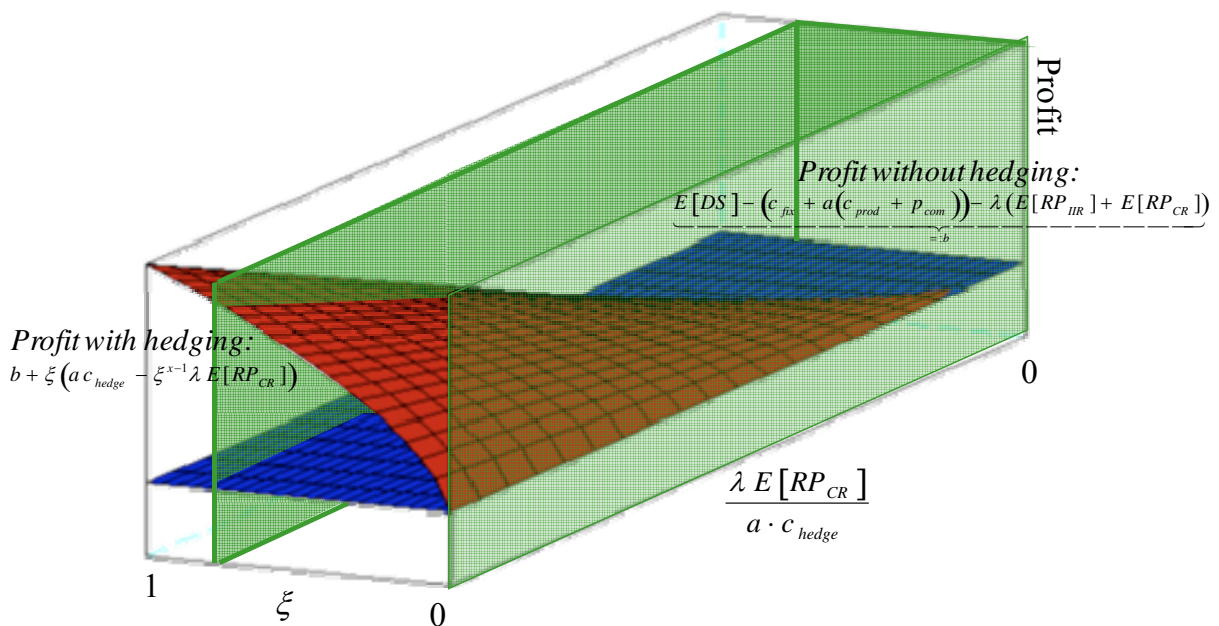 Profit
Profit without hedging:
E[DS] − (c_fix + a(c_prod + p_com)) − λ(E[RP_IIR] + E[RP_CR])
=:b
Profit with hedging:
b + ξ(a c_hedge − ξ^{x−1} λ E[RP_CR])
0
λ E[RP_CR]
a · c_hedge
1
ξ
0